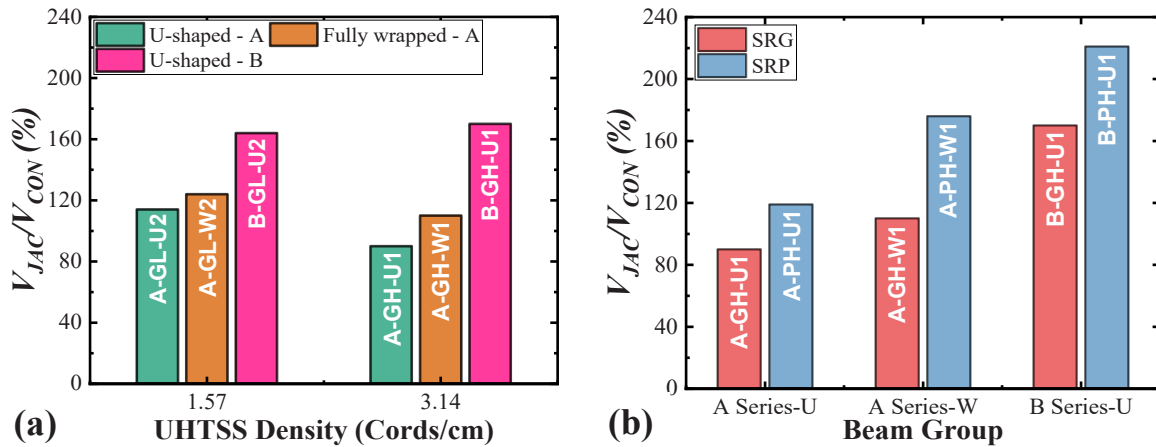 240
200
160
120
80
40
0
V_JAC/V_CON (%)
U-shaped - A
Fully wrapped - A
U-shaped - B
A-GL-U2
A-GL-W2
B-GL-U2
A-GH-U1
A-GH-W1
B-GH-U1
1.57
3.14
UHTSS Density (Cords/cm)
(a)
240
200
160
120
80
40
0
V_JAC/V_CON (%)
SRG
SRP
A-GH-U1
A-PH-U1
A-GH-W1
A-PH-W1
B-GH-U1
B-PH-U1
A Series-U
A Series-W
B Series-U
Beam Group
(b)